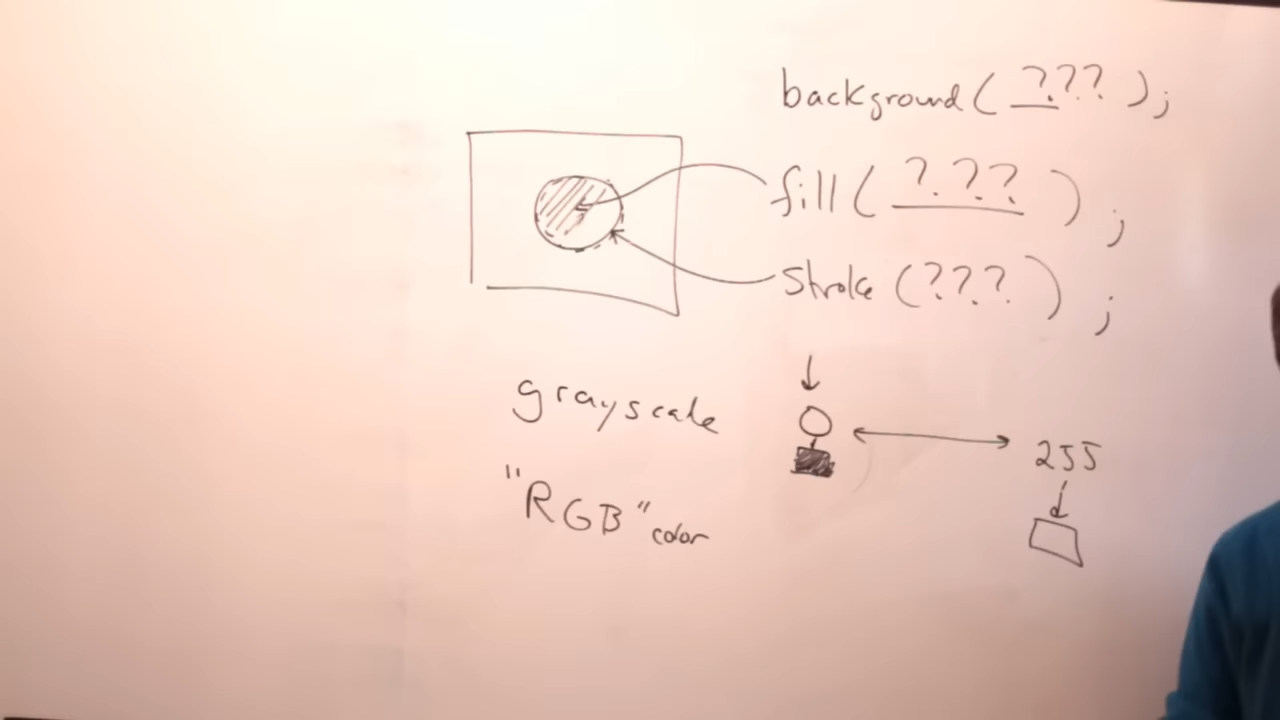 background( ??? );
fill( ??? );
stroke(???);
grayscale 0 255
"RGB" color